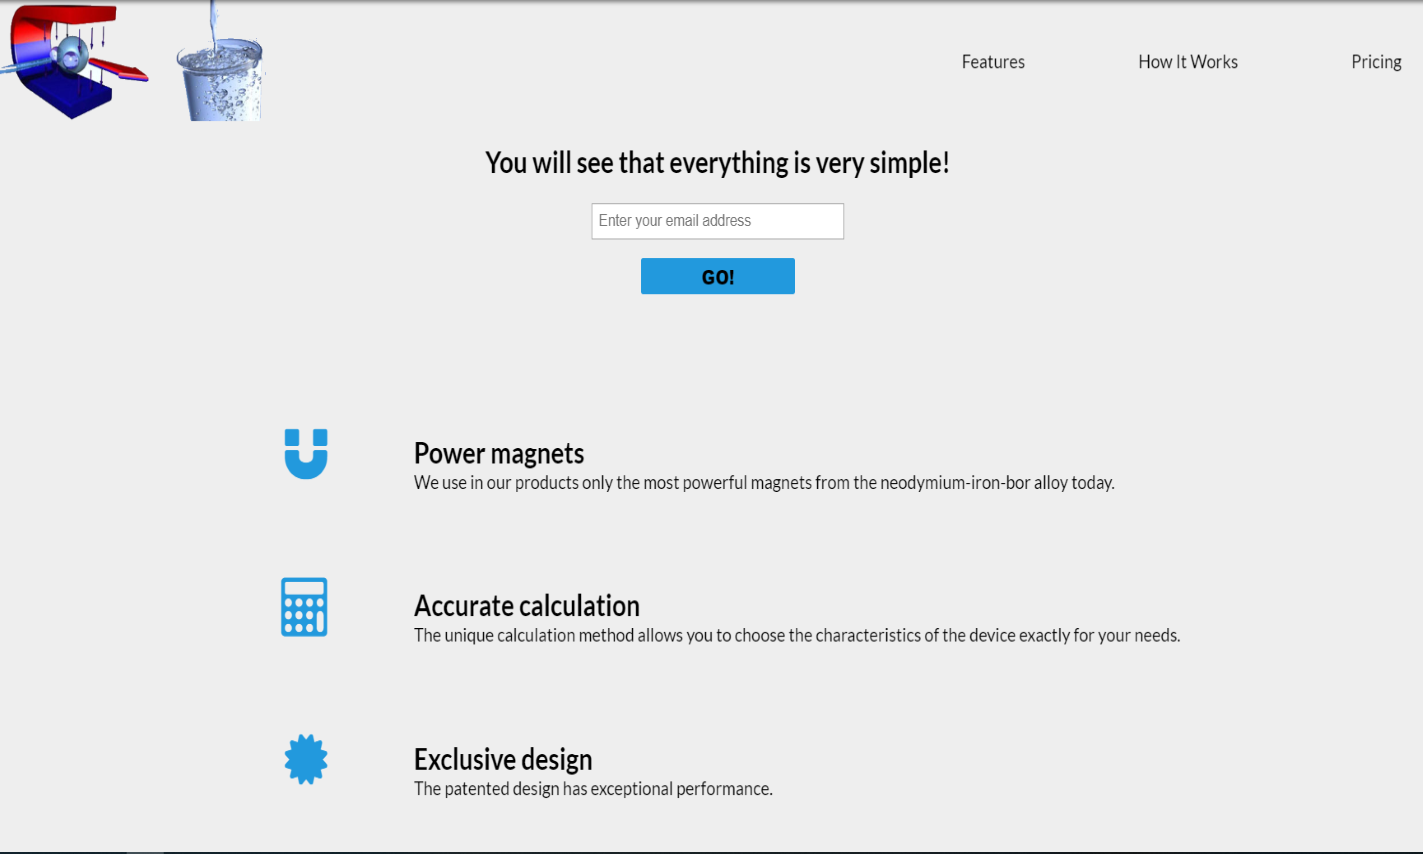 Features
How It Works
Pricing
You will see that everything is very simple!
Enter your email address
GO!
Power magnets
We use in our products only the most powerful magnets from the neodymium-iron-bor alloy today.
Accurate calculation
The unique calculation method allows you to choose the characteristics of the device exactly for your needs.
Exclusive design
The patented design has exceptional performance.